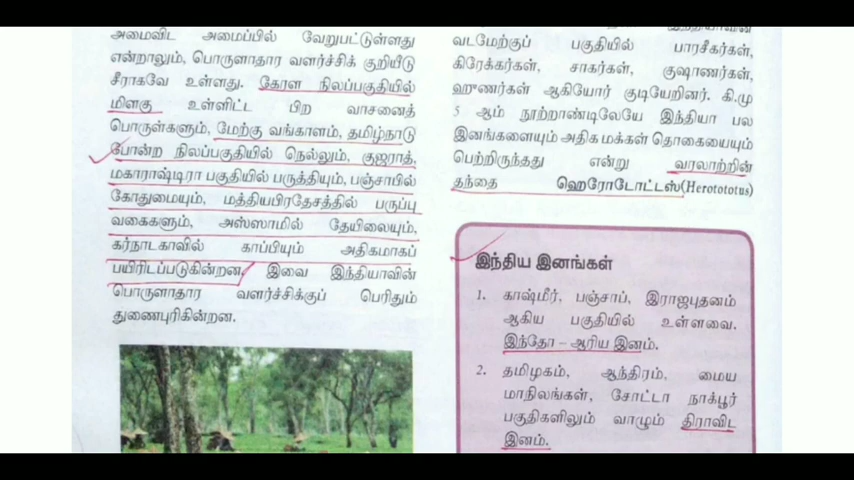 அமைவிட அமைப்பில் வேறுபட்டுள்ளது
என்றாலும், பொருளாதார வளர்ச்சிக் குறியீடு
சீராகவே உள்ளது. கேரள நிலப்பகுதியில்
மிளகு உள்ளிட்ட பிற வாசனைத்
பொருள்களும், மேற்கு வங்காளம், தமிழ்நாடு
போன்ற நிலப்பகுதியில் நெல்லும், குஜராத்,
மகாராஷ்டிரா பகுதியில் பருத்தியும், பஞ்சாபில்
கோதுமையும், மத்தியபிரதேசத்தில் பருப்பு
வகைகளும், அஸ்ஸாமில் தேயிலையும்,
கர்நாடகாவில் காப்பியும் அதிகமாகப்
பயிரிடப்படுகின்றன. இவை இந்தியாவின்
பொருளாதார வளர்ச்சிக்குப் பெரிதும்
துணைபுரிகின்றன.
வடமேற்குப் பகுதியில் பாரசீகர்கள்,
கிரேக்கர்கள், சாகர்கள், குஷாணர்கள்,
ஹுணர்கள் ஆகியோர் குடியேறினர். கி.மு
5 ஆம் நூற்றாண்டிலேயே இந்தியா பல
இனங்களையும் அதிக மக்கள் தொகையையும்
பெற்றிருந்தது என்று வரலாற்றின்
தந்தை ஹெரோடோட்டஸ்(Herotototus)
இந்திய இனங்கள்
1. காஷ்மீர், பஞ்சாப், இராஜபுதனம்
ஆகிய பகுதியில் உள்ளவை.
இந்தோ – ஆரிய இனம்.
2. தமிழகம், ஆந்திரம், மைய
மாநிலங்கள், சோட்டா நாக்பூர்
பகுதிகளிலும் வாழும் திராவிட
இனம்.